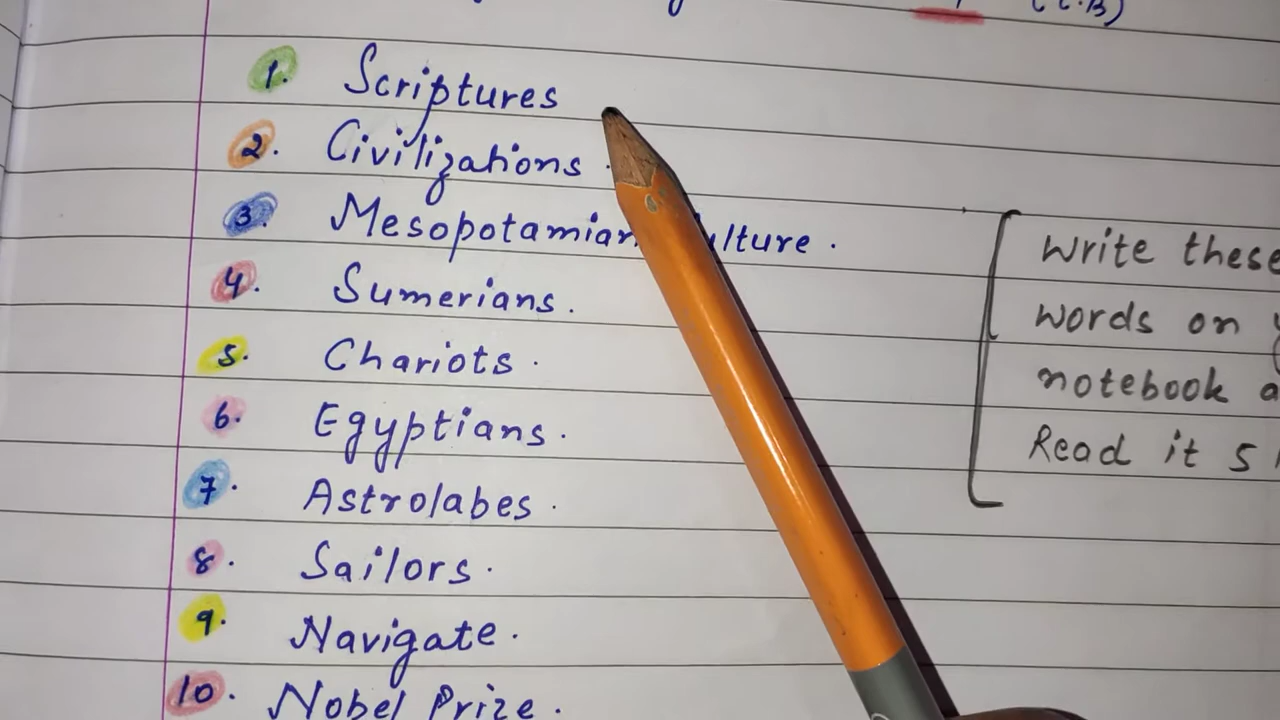 (C.B)
1. Scriptures
2. Civilizations.
3. Mesopotamian lture.
4. Sumerians.
5. Chariots.
6. Egyptians.
7. Astrolabes.
8. Sailors.
9. Navigate.
10. Nobel Prize.
Write these
words on
notebook
Read it 5